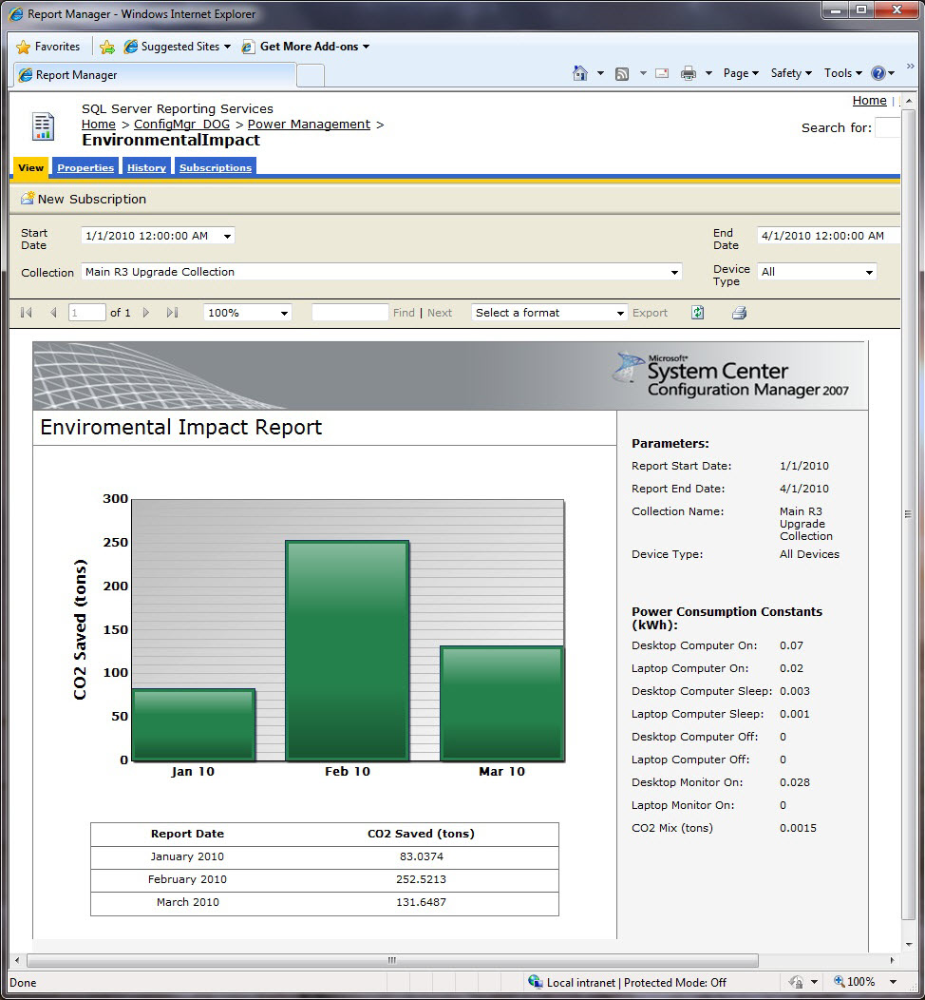 Report Manager - Windows Internet Explorer
Favorites Suggested Sites Get More Add-ons
Report Manager Page Safety Tools
SQL Server Reporting Services
Home |
Home > ConfigMgr_DOG > Power Management >
EnvironmentalImpact
Search for:
View Properties History Subscriptions
New Subscription
Start Date 1/1/2010 12:00:00 AM
End Date 4/1/2010 12:00:00 AM
Collection Main R3 Upgrade Collection
Device Type All
1 of 1 100% Find | Next Select a format Export
Microsoft®
System Center
Configuration Manager 2007
Enviromental Impact Report
300
250
200
150
100
50
0
CO2 Saved (tons)
Jan 10 Feb 10 Mar 10
Report Date CO2 Saved (tons)
January 2010 83.0374
February 2010 252.5213
March 2010 131.6487
Parameters:
Report Start Date: 1/1/2010
Report End Date: 4/1/2010
Collection Name: Main R3
Upgrade
Collection
Device Type: All Devices
Power Consumption Constants
(kWh):
Desktop Computer On: 0.07
Laptop Computer On: 0.02
Desktop Computer Sleep: 0.003
Laptop Computer Sleep: 0.001
Desktop Computer Off: 0
Laptop Computer Off: 0
Desktop Monitor On: 0.028
Laptop Monitor On: 0
CO2 Mix (tons) 0.0015
Done Local intranet | Protected Mode: Off 100%